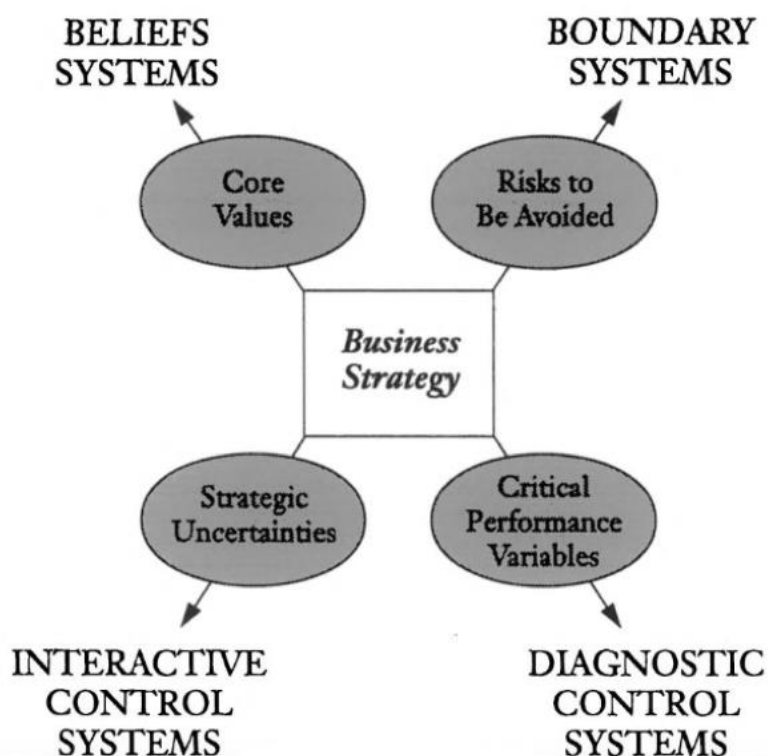 BELIEFS
SYSTEMS
BOUNDARY
SYSTEMS
Core
Values
Risks to
Be Avoided
Business
Strategy
Strategic
Uncertainties
Critical
Performance
Variables
INTERACTIVE
CONTROL
SYSTEMS
DIAGNOSTIC
CONTROL
SYSTEMS